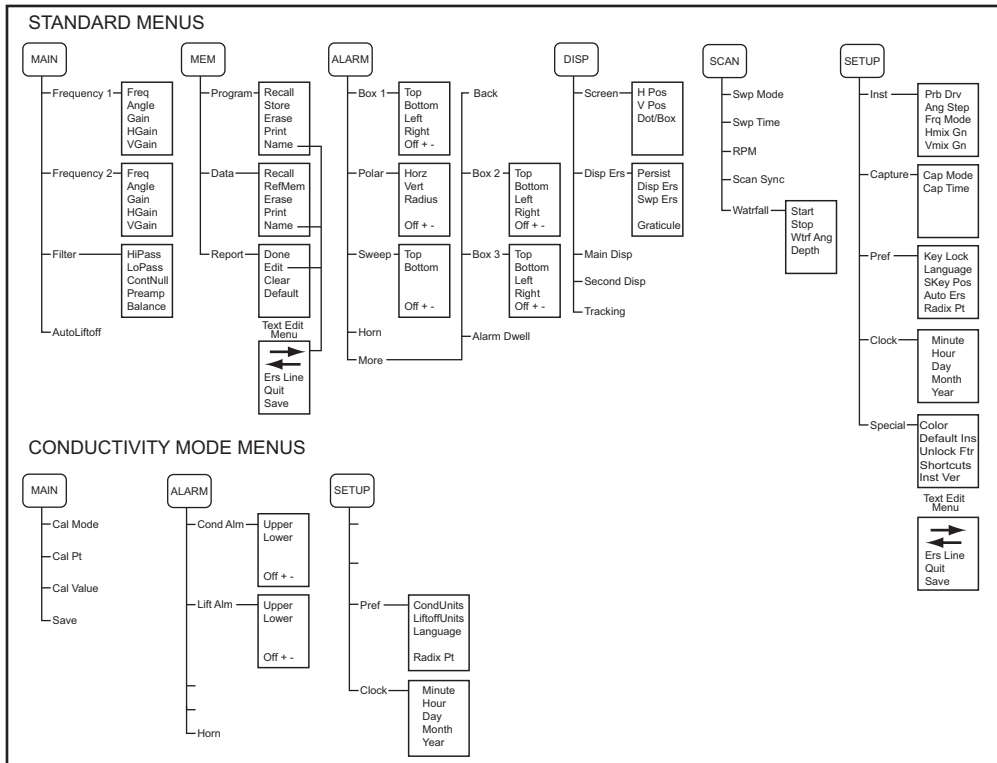 STANDARD MENUS
MAIN
Frequency 1
Freq
Angle
Gain
HGain
VGain
Frequency 2
Freq
Angle
Gain
HGain
VGain
Filter
HiPass
LoPass
ContNull
Preamp
Balance
AutoLiftoff
MEM
Program
Recall
Store
Erase
Print
Name
Data
Recall
RefMem
Erase
Print
Name
Report
Done
Edit
Clear
Default
Text Edit
Menu
Ers Line
Quit
Save
ALARM
Box 1
Top
Bottom
Left
Right
Off + -
Polar
Horz
Vert
Radius
Off + -
Sweep
Top
Bottom
Off + -
Horn
More
Back
Box 2
Top
Bottom
Left
Right
Off + -
Box 3
Top
Bottom
Left
Right
Off + -
Alarm Dwell
DISP
Screen
H Pos
V Pos
Dot/Box
Disp Ers
Persist
Disp Ers
Swp Ers
Graticule
Main Disp
Second Disp
Tracking
SCAN
Swp Mode
Swp Time
RPM
Scan Sync
Watrfall
Start
Stop
Wtrf Ang
Depth
SETUP
Inst
Prb Drv
Ang Step
Frq Mode
Hmix Gn
Vmix Gn
Capture
Cap Mode
Cap Time
Pref
Key Lock
Language
SKey Pos
Auto Ers
Radix Pt
Clock
Minute
Hour
Day
Month
Year
Special
Color
Default Ins
Unlock Ftr
Shortcuts
Inst Ver
Text Edit
Menu
Ers Line
Quit
Save
CONDUCTIVITY MODE MENUS
MAIN
Cal Mode
Cal Pt
Cal Value
Save
ALARM
Cond Alm
Upper
Lower
Off + -
Lift Alm
Upper
Lower
Off + -
Horn
SETUP
Pref
CondUnits
LiftoffUnits
Language
Radix Pt
Clock
Minute
Hour
Day
Month
Year